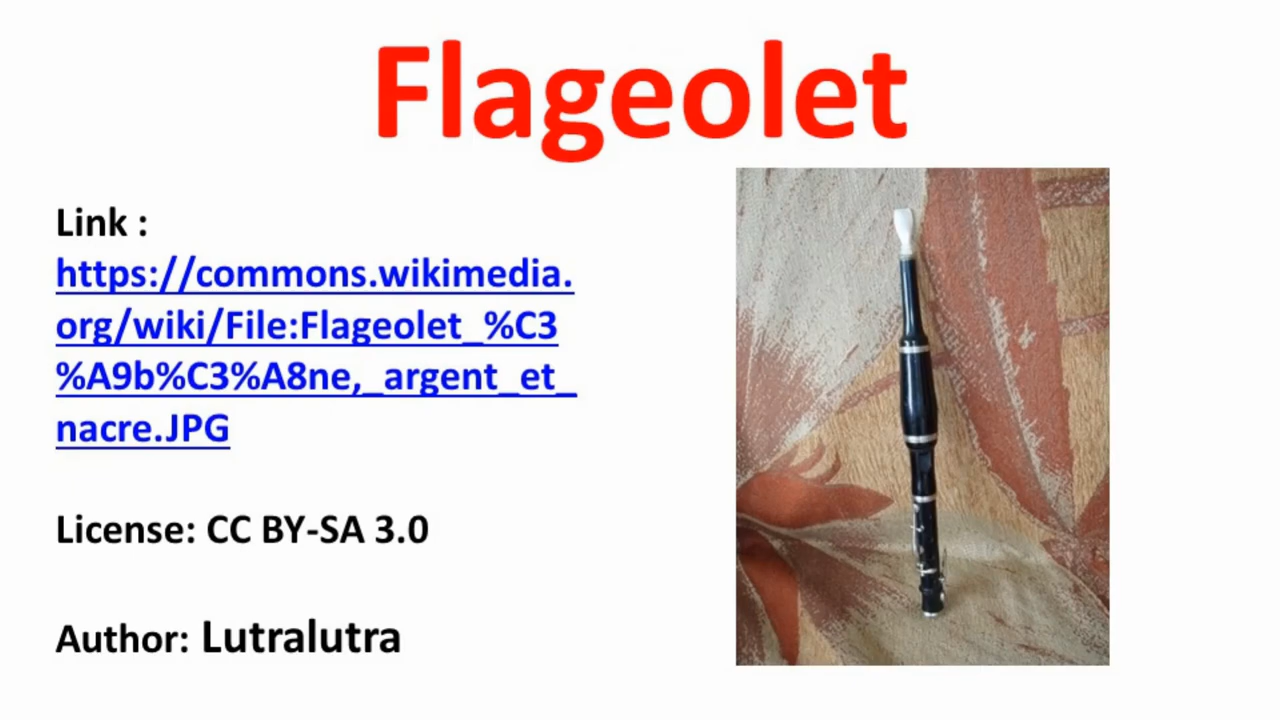 Flageolet
Link :
https://commons.wikimedia.
org/wiki/File:Flageolet_%C3
%A9b%C3%A8ne,_argent_et_
nacre.JPG
License: CC BY-SA 3.0
Author: Lutralutra